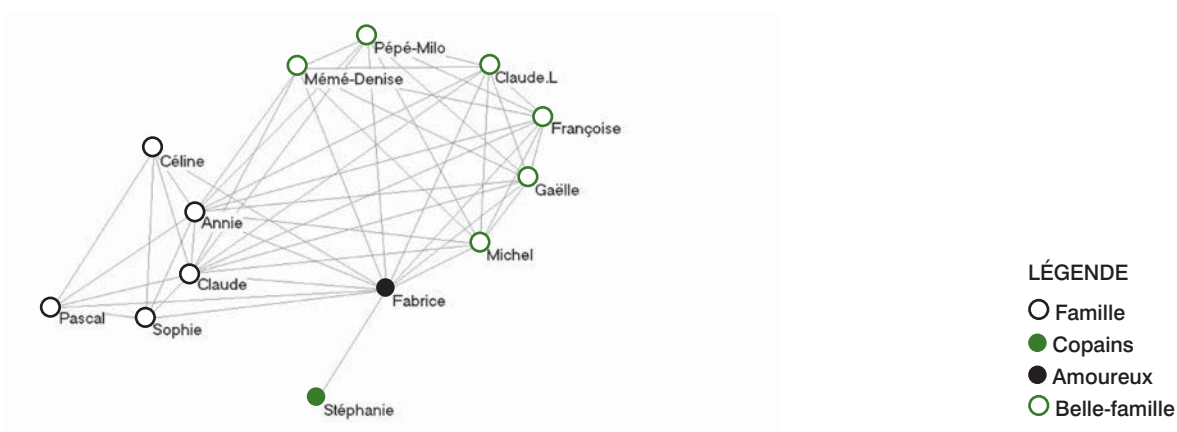 Pépé-Milo
Mémé-Denise
Claude.L
Françoise
Céline
Gaëlle
Annie
Michel
Claude
Fabrice
Pascal
Sophie
Stéphanie
LÉGENDE
Famille
Copains
Amoureux
Belle-famille